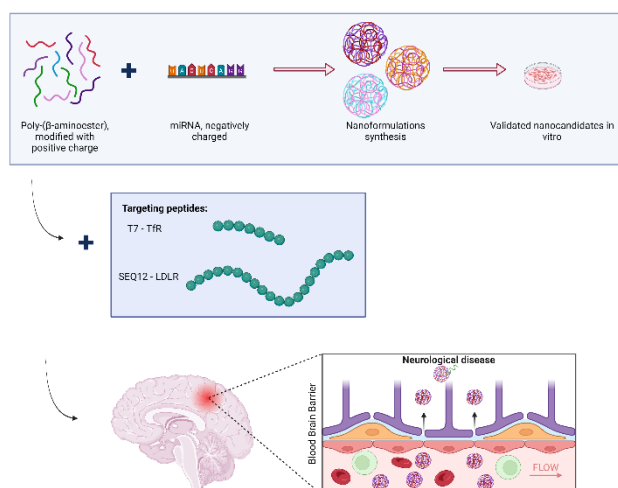 Poly-(β-aminoester),
modified with
positive charge
miRNA, negatively
charged
Nanoformulations
synthesis
Validated nanocandidates in
vitro
Targeting peptides:
T7 - TfR
SEQ12 - LDLR
Neurological disease
Blood Brain Barrier
FLOW